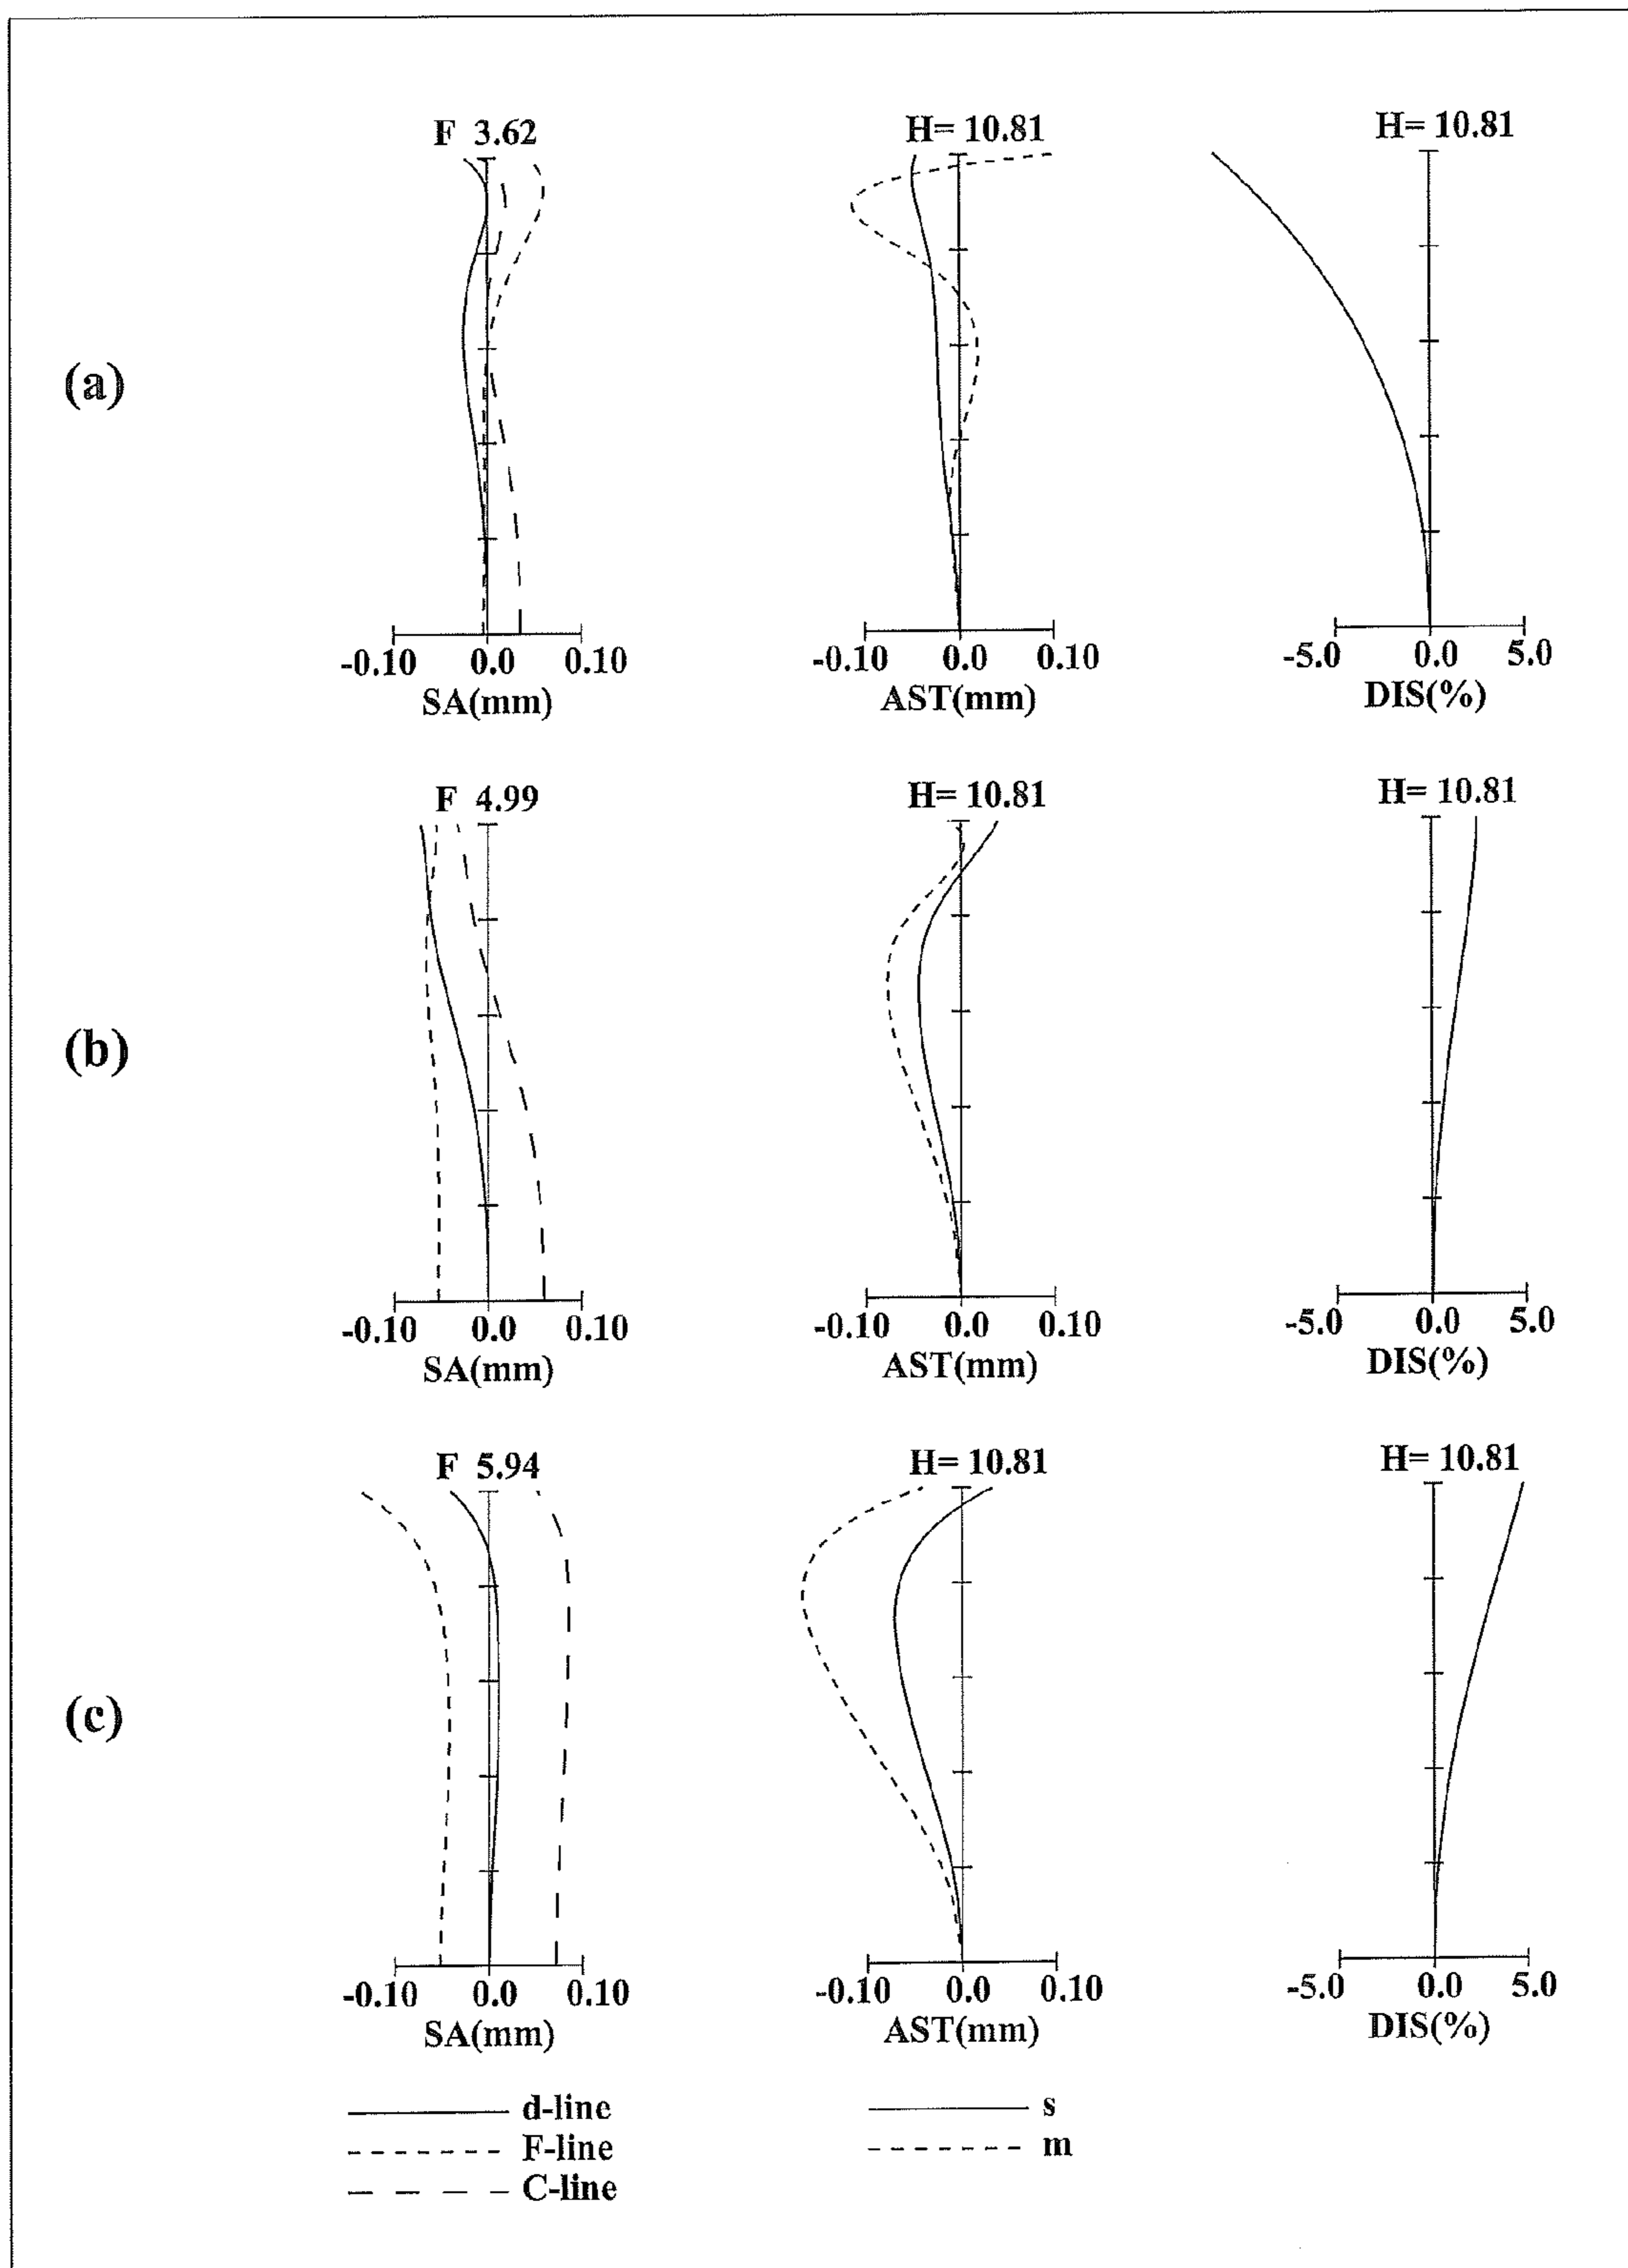 F 3.62 H= 10.81 H= 10.81
(a)
-0.10 0.0 0.10 -0.10 0.0 0.10 -5.0 0.0 5.0
SA(mm) AST(mm) DIS(%)
F 4.99 H= 10.81 H= 10.81
(b)
-0.10 0.0 0.10 -0.10 0.0 0.10 -5.0 0.0 5.0
SA(mm) AST(mm) DIS(%)
F 5.94 H= 10.81 H= 10.81
(c)
-0.10 0.0 0.10 -0.10 0.0 0.10 -5.0 0.0 5.0
SA(mm) AST(mm) DIS(%)
d-line s
F-line m
C-line